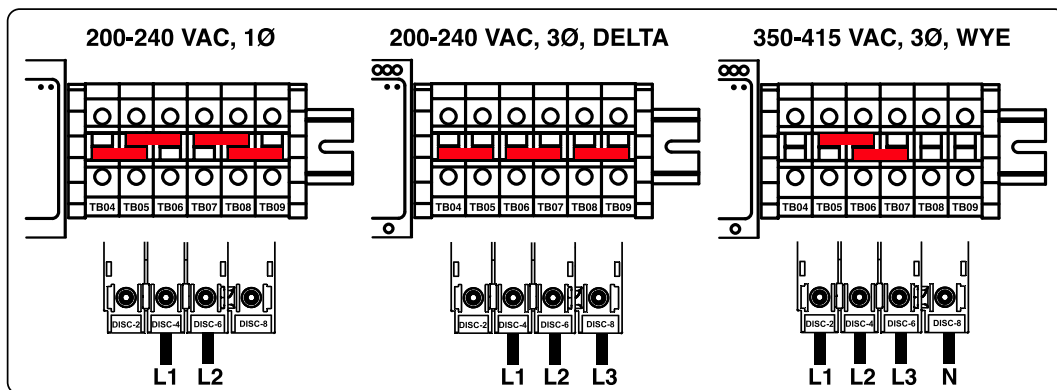 200-240 VAC, 1Ø
TB04 TB05 TB06 TB07 TB08 TB09
DISC-2 DISC-4 DISC-6 DISC-8
L1 L2
200-240 VAC, 3Ø, DELTA
TB04 TB05 TB06 TB07 TB08 TB09
DISC-2 DISC-4 DISC-6 DISC-8
L1 L2 L3
350-415 VAC, 3Ø, WYE
TB04 TB05 TB06 TB07 TB08 TB09
DISC-2 DISC-4 DISC-6 DISC-8
L1 L2 L3 N